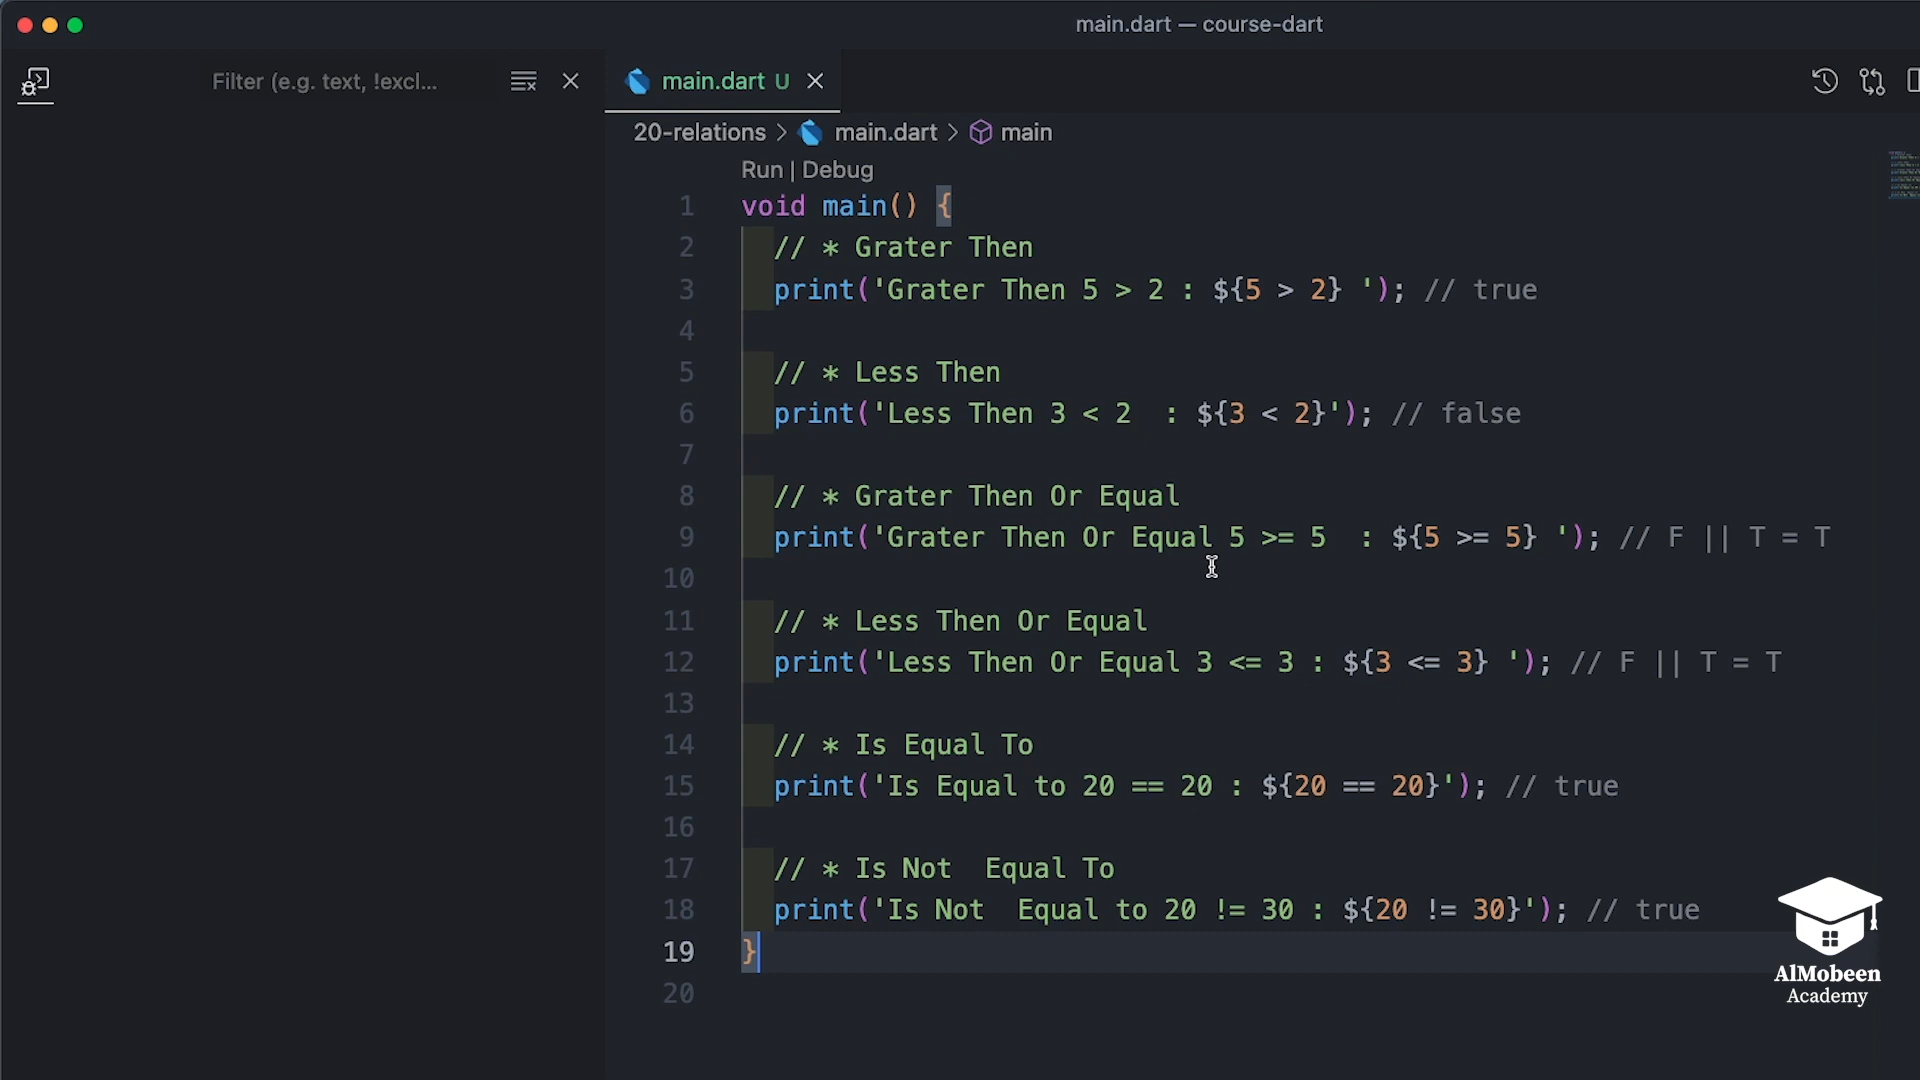 main.dart — course-dart
Filter (e.g. text, !excl...
main.dart U
20-relations > main.dart > main
Run | Debug
1 void main() {
2 // * Grater Then
3 print('Grater Then 5 > 2 : ${5 > 2} '); // true
4
5 // * Less Then
6 print('Less Then 3 < 2  : ${3 < 2}'); // false
7
8 // * Grater Then Or Equal
9 print('Grater Then Or Equal 5 >= 5  : ${5 >= 5} '); // F || T = T
10
11 // * Less Then Or Equal
12 print('Less Then Or Equal 3 <= 3 : ${3 <= 3} '); // F || T = T
13
14 // * Is Equal To
15 print('Is Equal to 20 == 20 : ${20 == 20}'); // true
16
17 // * Is Not  Equal To
18 print('Is Not  Equal to 20 != 30 : ${20 != 30}'); // true
19 }
20
AlMobeen
Academy